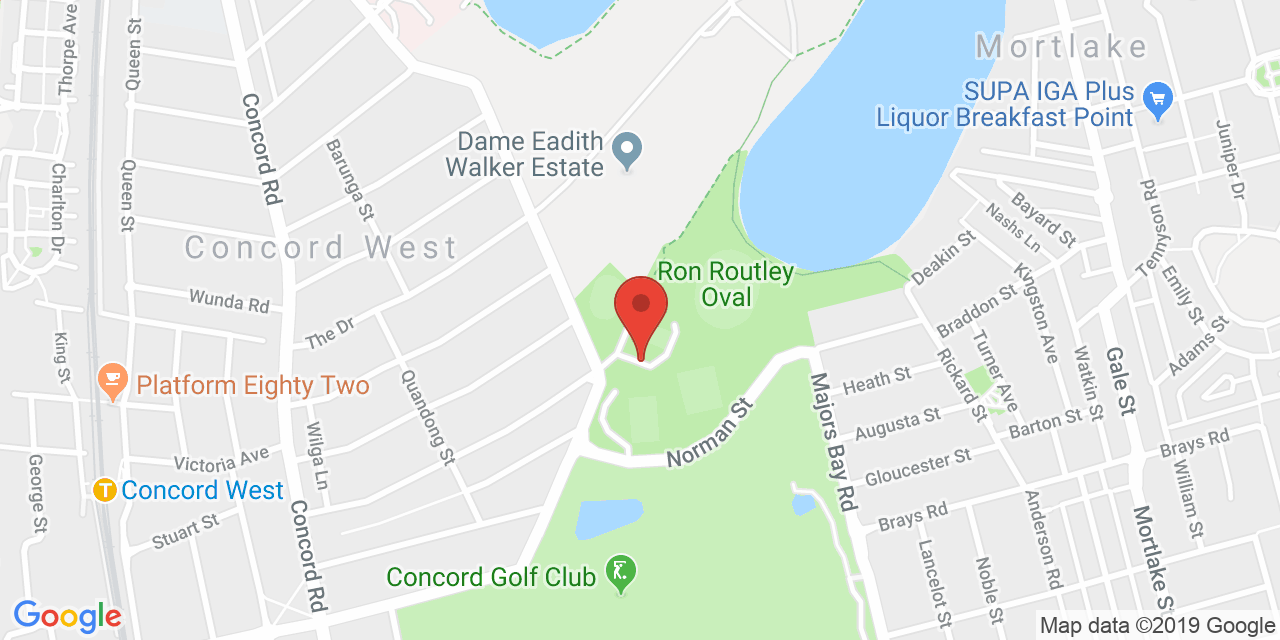 Thorpe Ave
Queen St
Concord Rd
Mortlake
SUPA IGA Plus
Liquor Breakfast Point
Juniper Dr
Dame Eadith
Walker Estate
Barunga St
Charlton Dr
Queen St
Concord West
Bayard St
Nashs Ln
Tennyson Rd
Deakin St
Kingston Ave
Emily St
Ron Routley
Oval
Wunda Rd
The Dr
Braddon St
Turner Ave
Watkin St
Adams St
King St
Platform Eighty Two
Quandong St
Heath St
Rickard St
Gale St
Majors Bay Rd
Augusta St
Barton St
Norman St
Brays Rd
Wilga Ln
Victoria Ave
Gloucester St
William St
George St
T
Concord West
Stuart St
Concord Rd
Brays Rd
Anderson Rd
Mortlake St
Lancelot St
Noble St
Concord Golf Club
Google
Map data ©2019 Google